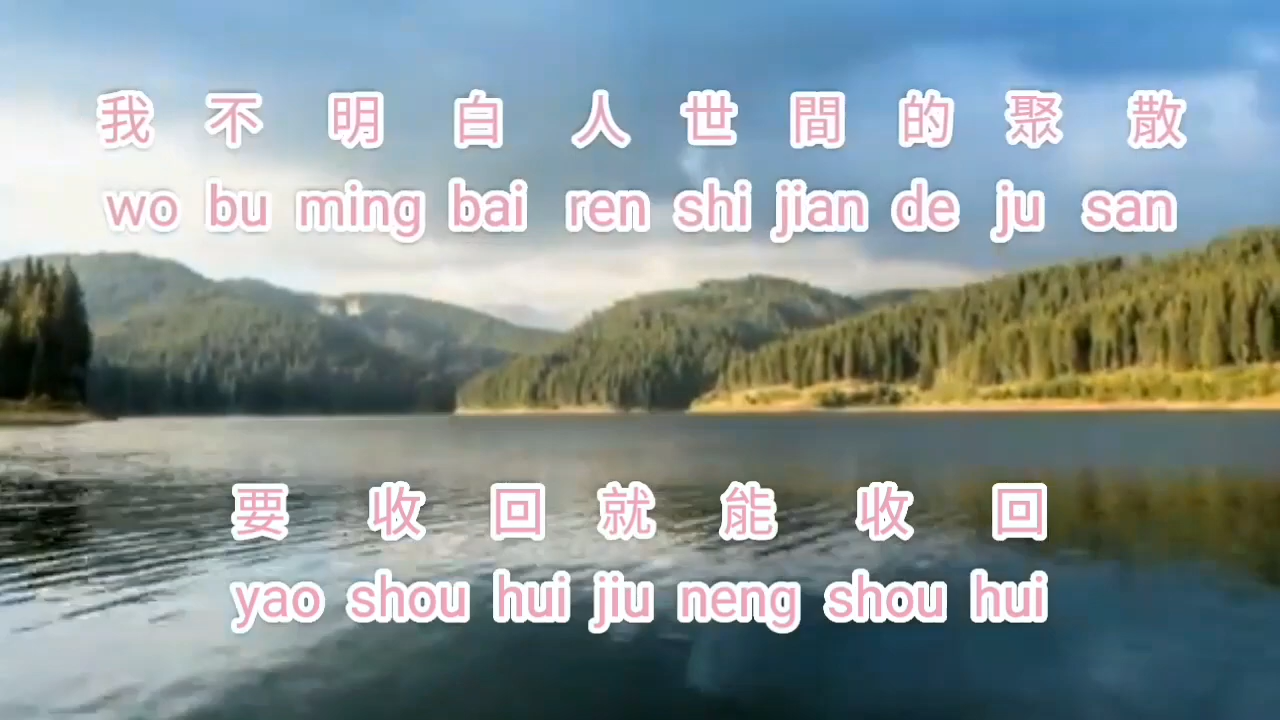 我不明白人世間的聚散
wo bu ming bai ren shi jian de ju san
要收回就能收回
yao shou hui jiu neng shou hui